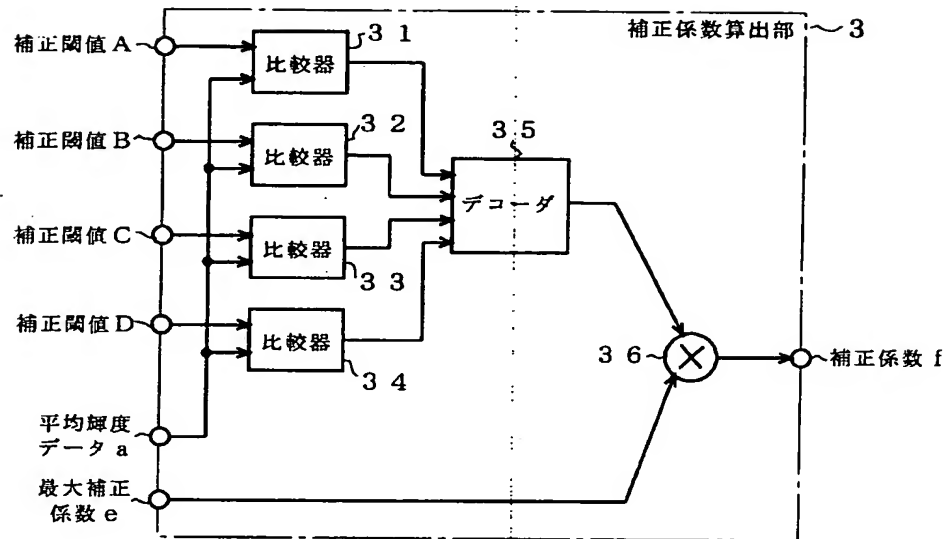 補正係数算出部 3
補正閾値A
比較器
31
補正閾値B
比較器
32
35
デコーダ
補正閾値C
比較器
33
補正閾値D
比較器
34
36
補正係数f
平均輝度
データa
最大補正
係数e